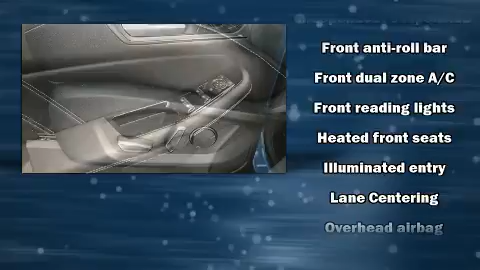 Front anti-roll bar
Front dual zone A/C
Front reading lights
Heated front seats
Illuminated entry
Lane Centering
Overhead airbag